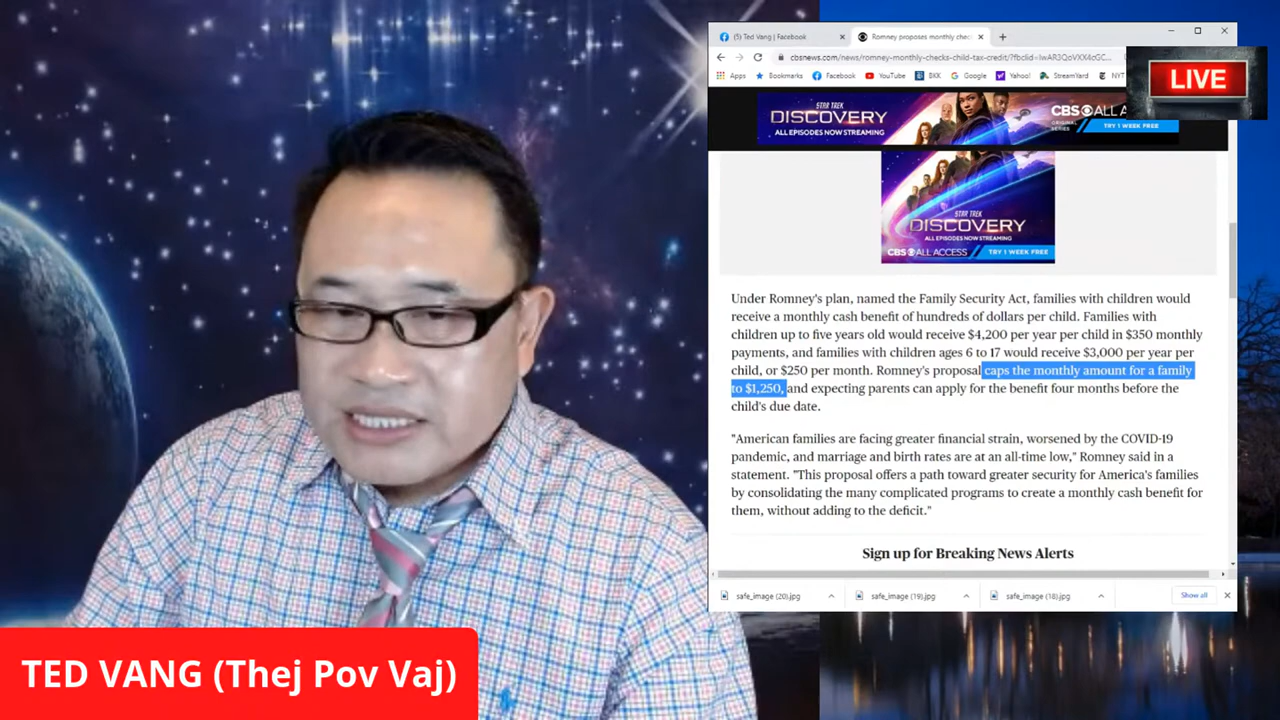 (5) Ted Vang | Facebook
Romney proposes monthly chec
cbsnews.com/news/romney-monthly-checks-child-tax-credit/?fbclid=IwAR3QoVXX4cGC...
Apps
Bookmarks
Facebook
YouTube
BKK
Google
Yahoo!
StreamYard
NYT
LIVE
STAR TREK
DISCOVERY
ALL EPISODES NOW STREAMING
CBS ALL A
ORIGINAL
SERIES
TRY 1 WEEK FREE
STAR TREK
DISCOVERY
ALL EPISODES NOW STREAMING
CBS ALL ACCESS
TRY 1 WEEK FREE
Under Romney's plan, named the Family Security Act, families with children would
receive a monthly cash benefit of hundreds of dollars per child. Families with
children up to five years old would receive $4,200 per year per child in $350 monthly
payments, and families with children ages 6 to 17 would receive $3,000 per year per
child, or $250 per month. Romney's proposal caps the monthly amount for a family
to $1,250, and expecting parents can apply for the benefit four months before the
child's due date.
"American families are facing greater financial strain, worsened by the COVID-19
pandemic, and marriage and birth rates are at an all-time low," Romney said in a
statement. "This proposal offers a path toward greater security for America's families
by consolidating the many complicated programs to create a monthly cash benefit for
them, without adding to the deficit."
Sign up for Breaking News Alerts
safe_image (20).jpg
safe_image (19).jpg
safe_image (18).jpg
Show all
TED VANG (Thej Pov Vaj)